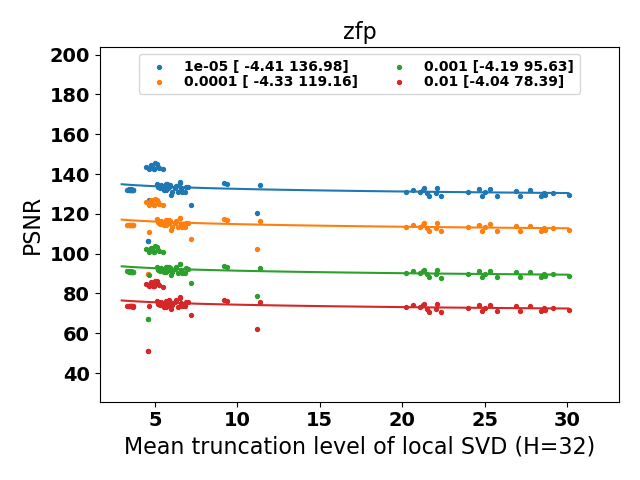 zfp
1e-05 [ -4.41 136.98]
0.0001 [ -4.33 119.16]
0.001 [-4.19 95.63]
0.01 [-4.04 78.39]
PSNR
200
180
160
140
120
100
80
60
40
5 10 15 20 25 30
Mean truncation level of local SVD (H=32)